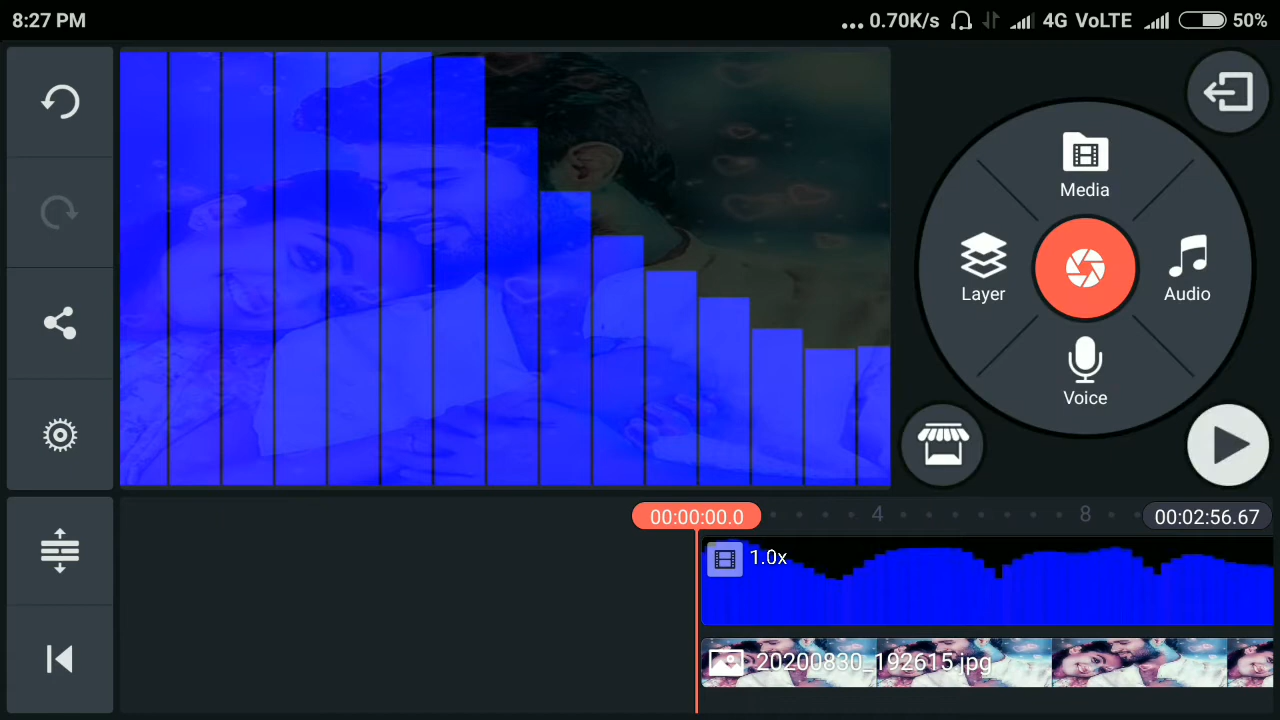 8:27 PM
... 0.70K/s 4G VoLTE 50%
Media
Layer
Audio
Voice
00:00:00.0
4
8
00:02:56.67
1.0x
20200830_192615.jpg